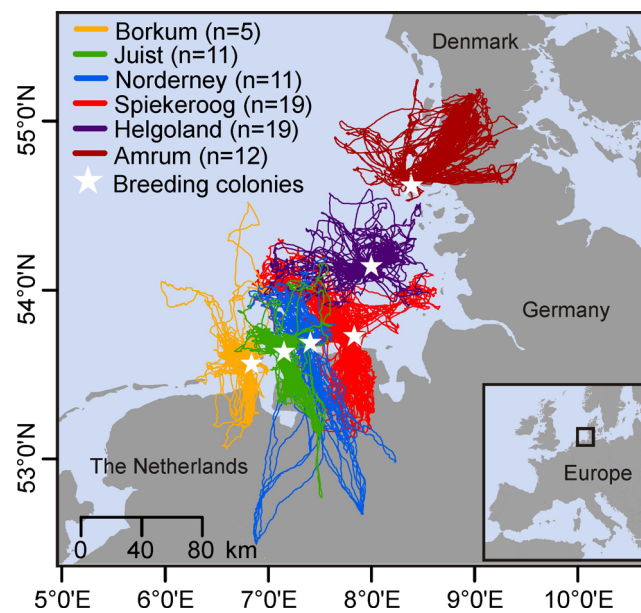 Borkum (n=5)
Juist (n=11)
Norderney (n=11)
Spiekeroog (n=19)
Helgoland (n=19)
Amrum (n=12)
Breeding colonies
Denmark
Germany
The Netherlands
Europe
0 40 80
km
55°0'N
54°0'N
53°0'N
5°0'E 6°0'E 7°0'E 8°0'E 9°0'E 10°0'E